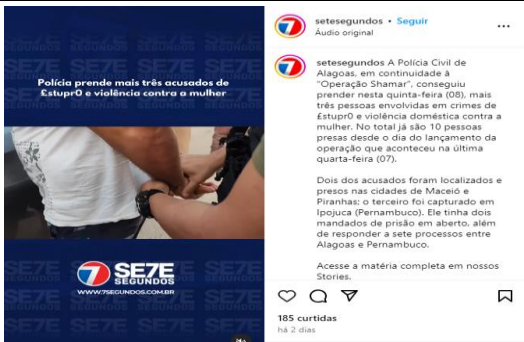 Polícia prende mais três acusados de
£stupr0 e violência contra a mulher
7 SE7E
SEGUNDOS
WWW.7SEGUNDOS.COM.BR
setesegundos • Seguir
Áudio original
setesegundos A Polícia Civil de
Alagoas, em continuidade à
"Operação Shamar", conseguiu
prender nesta quinta-feira (08), mais
três pessoas envolvidas em crimes de
£stupr0 e violência doméstica contra a
mulher. No total já são 10 pessoas
presas desde o dia do lançamento da
operação que aconteceu na última
quarta-feira (07).
Dois dos acusados foram localizados e
presos nas cidades de Maceió e
Piranhas; o terceiro foi capturado em
Ipojuca (Pernambuco). Ele tinha dois
mandados de prisão em aberto, além
de responder a sete processos entre
Alagoas e Pernambuco.
Acesse a matéria completa em nossos
Stories.
185 curtidas
há 2 dias